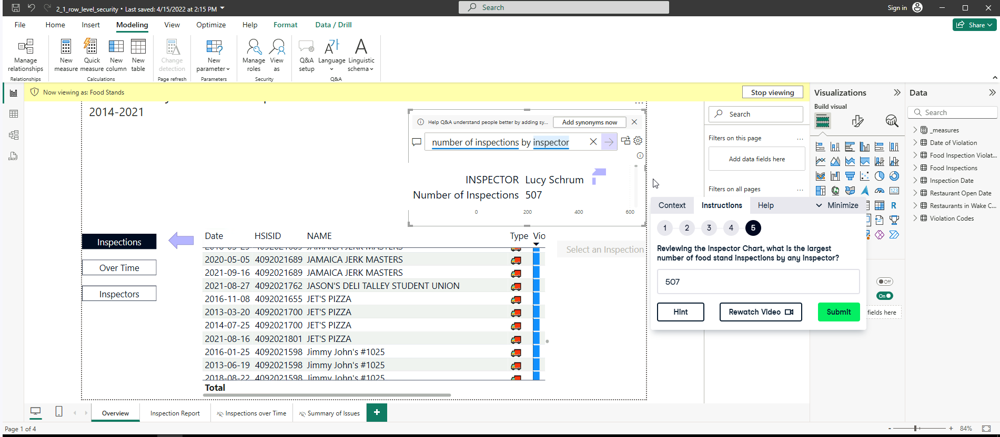 2_1_row_level_security • Last saved: 4/15/2022 at 2:15 PM
Search
Sign in
File Home Insert Modeling View Optimize Help Format Data / Drill
Share
Manage relationships
New measure
Quick measure
New column
New table
Change detection
New parameter
Manage roles
View as
Q&A setup
Language
Linguistic schema
Relationships
Calculations
Page refresh
Parameters
Security
Q&A
Now viewing as: Food Stands
Stop viewing
2014-2021
Help Q&A understand people better by adding sy...
Add synonyms now
number of inspections by inspector
INSPECTOR Lucy Schrum
Number of Inspections 507
0 200 400 600
Inspections
Over Time
Inspectors
Date HSISID NAME Type Vio
2020-05-05 4092021689 JAMAICA JERK MASTERS
2021-09-16 4092021689 JAMAICA JERK MASTERS
2021-08-27 4092021762 JASON'S DELI TALLEY STUDENT UNION
2016-11-08 4092021655 JET'S PIZZA
2013-03-20 4092021700 JET'S PIZZA
2014-07-25 4092021700 JET'S PIZZA
2021-08-16 4092021801 JET'S PIZZA
2016-01-25 4092021598 Jimmy John's #1025
2013-06-19 4092021598 Jimmy John's #1025
2018-08-22 4092021598 Jimmy John's #1025
Total
Select an Inspection
Search
Filters on this page ...
Add data fields here
Filters on all pages ...
Visualizations
Build visual
123
R
Off
On
fields here
Data
Search
_measures
Date of Violation
Food Inspection Violat...
Food Inspections
Inspection Date
Restaurant Open Date
Restaurants in Wake C...
Violation Codes
Context Instructions Help Minimize
1 2 3 4 5
Reviewing the Inspector Chart, what is the largest
number of food stand inspections by any inspector?
507
Hint
Rewatch Video
Submit
Overview
Inspection Report
Inspections over Time
Summary of Issues
+
Page 1 of 4
- + 84%